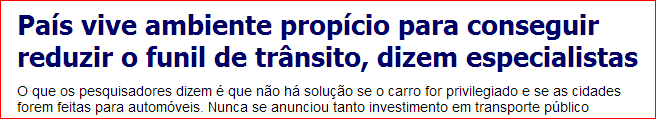 País vive ambiente propício para conseguir
reduzir o funil de trânsito, dizem especialistas
O que os pesquisadores dizem é que não há solução se o carro for privilegiado e se as cidades
forem feitas para automóveis. Nunca se anunciou tanto investimento em transporte público